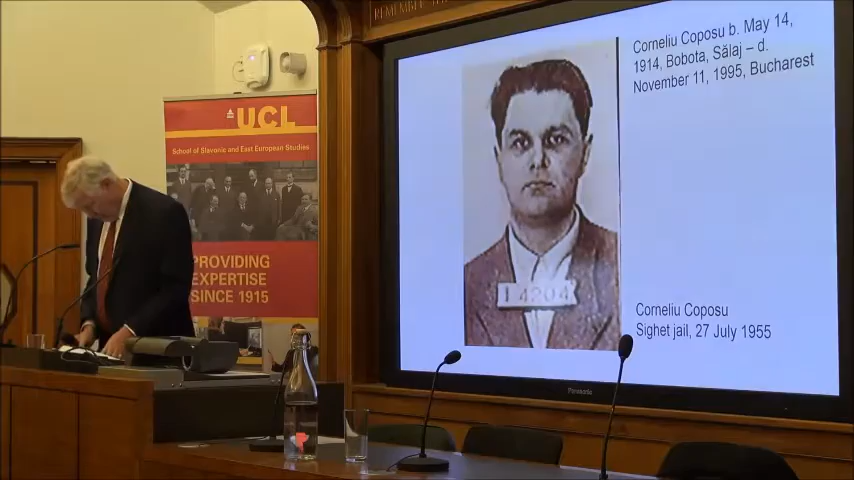 REMEMBER
UCL
School of Slavonic and East European Studies
PROVIDING
EXPERTISE
SINCE 1915
Corneliu Coposu b. May 14,
1914, Bobota, Sălaj – d.
November 11, 1995, Bucharest
14204
Corneliu Coposu
Sighet jail, 27 July 1955
Panasonic